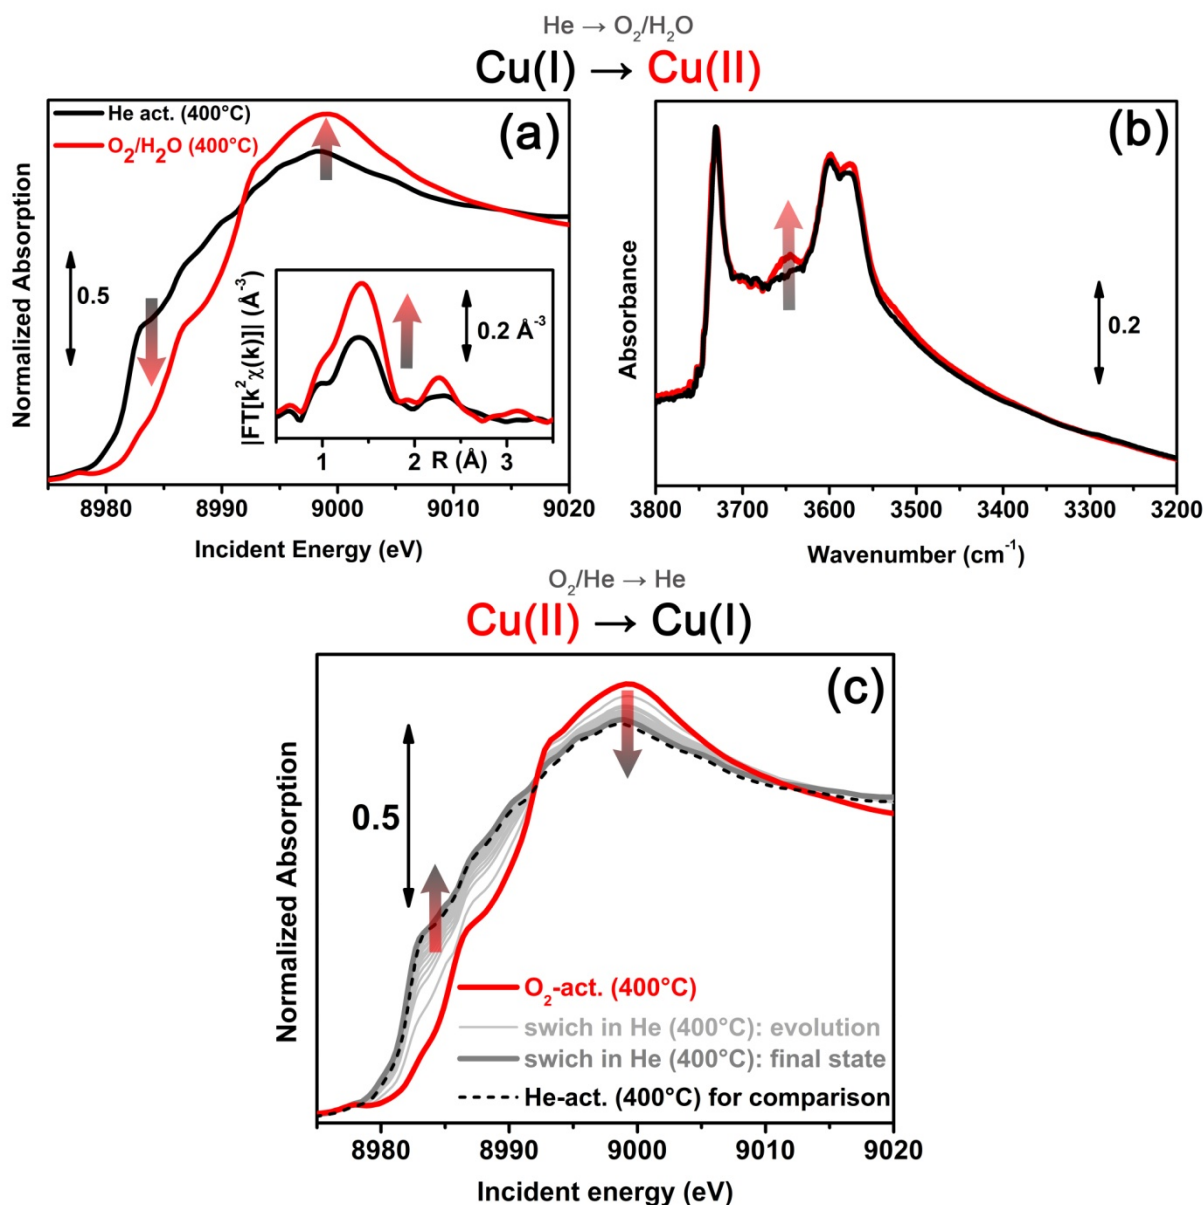 He → O₂/H₂O
Cu(I) → Cu(II)
(a)
He act. (400°C)
O₂/H₂O (400°C)
Normalized Absorption
0.5
|FT[k²χ(k)]| (Å⁻³)
0.2 Å⁻³
1 2 3
R (Å)
8980 8990 9000 9010 9020
Incident Energy (eV)
(b)
Absorbance
0.2
3800 3700 3600 3500 3400 3300 3200
Wavenumber (cm⁻¹)
O₂/He → He
Cu(II) → Cu(I)
(c)
Normalized Absorption
0.5
O₂-act. (400°C)
swich in He (400°C): evolution
swich in He (400°C): final state
He-act. (400°C) for comparison
8980 8990 9000 9010 9020
Incident energy (eV)